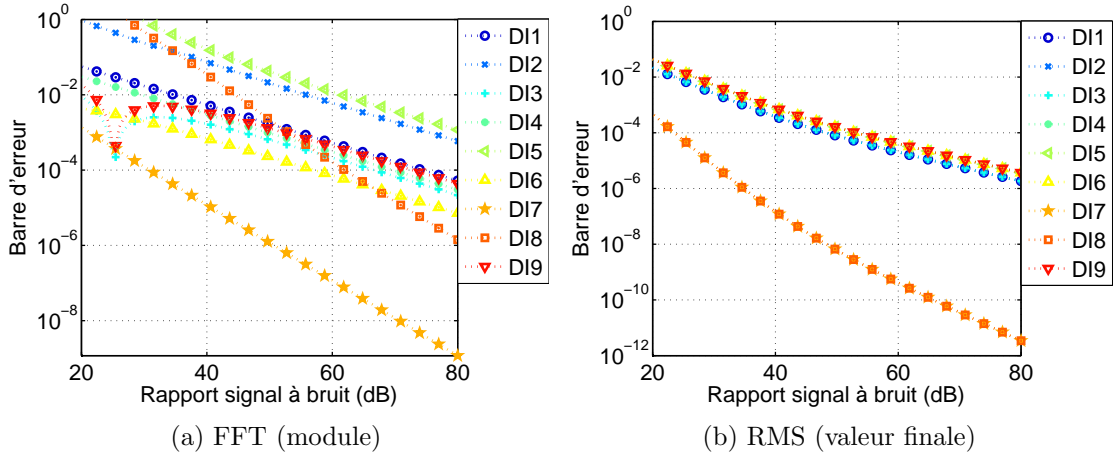 10^0
10^-2
10^-4
10^-6
10^-8
20
40
60
80
Barre d'erreur
Rapport signal à bruit (dB)
DI1
DI2
DI3
DI4
DI5
DI6
DI7
DI8
DI9
(a) FFT (module)
10^0
10^-2
10^-4
10^-6
10^-8
10^-10
10^-12
20
40
60
80
Barre d'erreur
Rapport signal à bruit (dB)
DI1
DI2
DI3
DI4
DI5
DI6
DI7
DI8
DI9
(b) RMS (valeur finale)